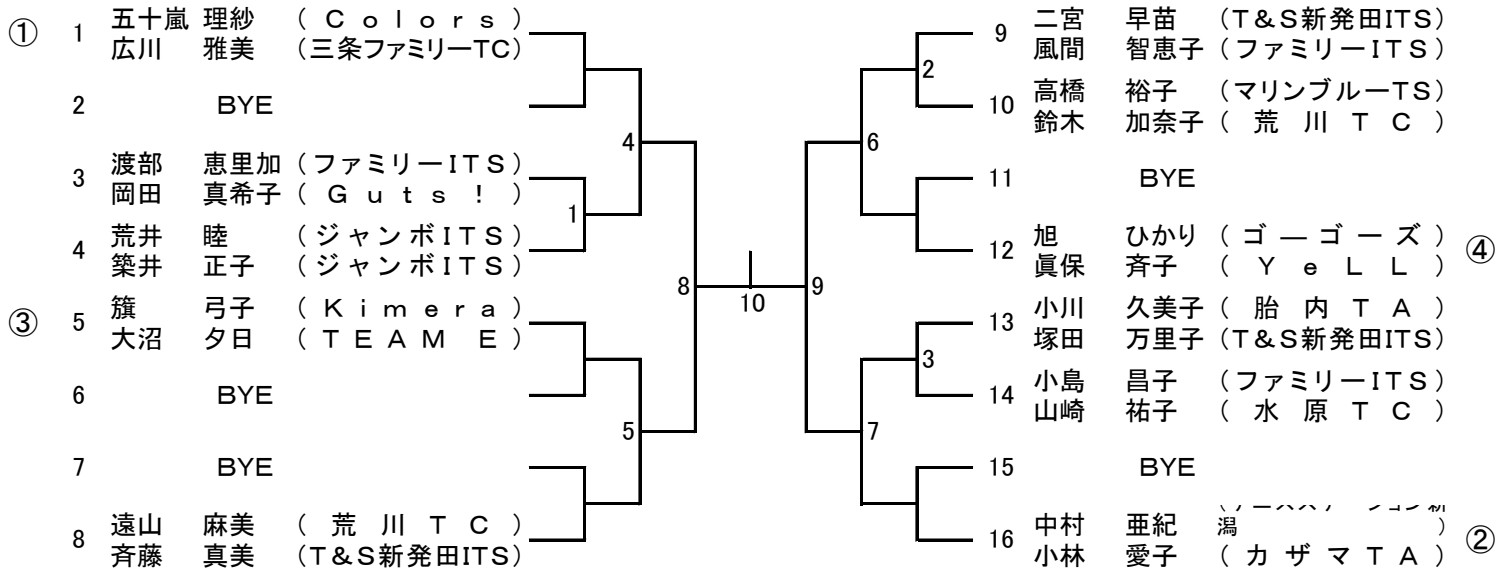 ① 1 五十嵐 理紗 (Colors)
広川 雅美 (三条ファミリーTC)
2 BYE
3 渡部 恵里加 (ファミリーITS)
岡田 真希子 (Guts!)
4 荒井 睦 (ジャンボITS)
築井 正子 (ジャンボITS)
③ 5 籏 弓子 (Kimera)
大沼 夕日 (TEAM E)
6 BYE
7 BYE
8 遠山 麻美 (荒川TC)
斉藤 真美 (T&S新発田ITS)
4
1
5
8
10
9
2
6
3
7
9 二宮 早苗 (T&S新発田ITS)
風間 智恵子 (ファミリーITS)
10 高橋 裕子 (マリンブルーTS)
鈴木 加奈子 (荒川TC)
11 BYE
12 旭 ひかり (ゴーゴーズ) ④
眞保 斉子 (YeLL)
13 小川 久美子 (胎内TA)
塚田 万里子 (T&S新発田ITS)
14 小島 昌子 (ファミリーITS)
山崎 祐子 (水原TC)
15 BYE
16 中村 亜紀 潟) ②
小林 愛子 (カザマTA)